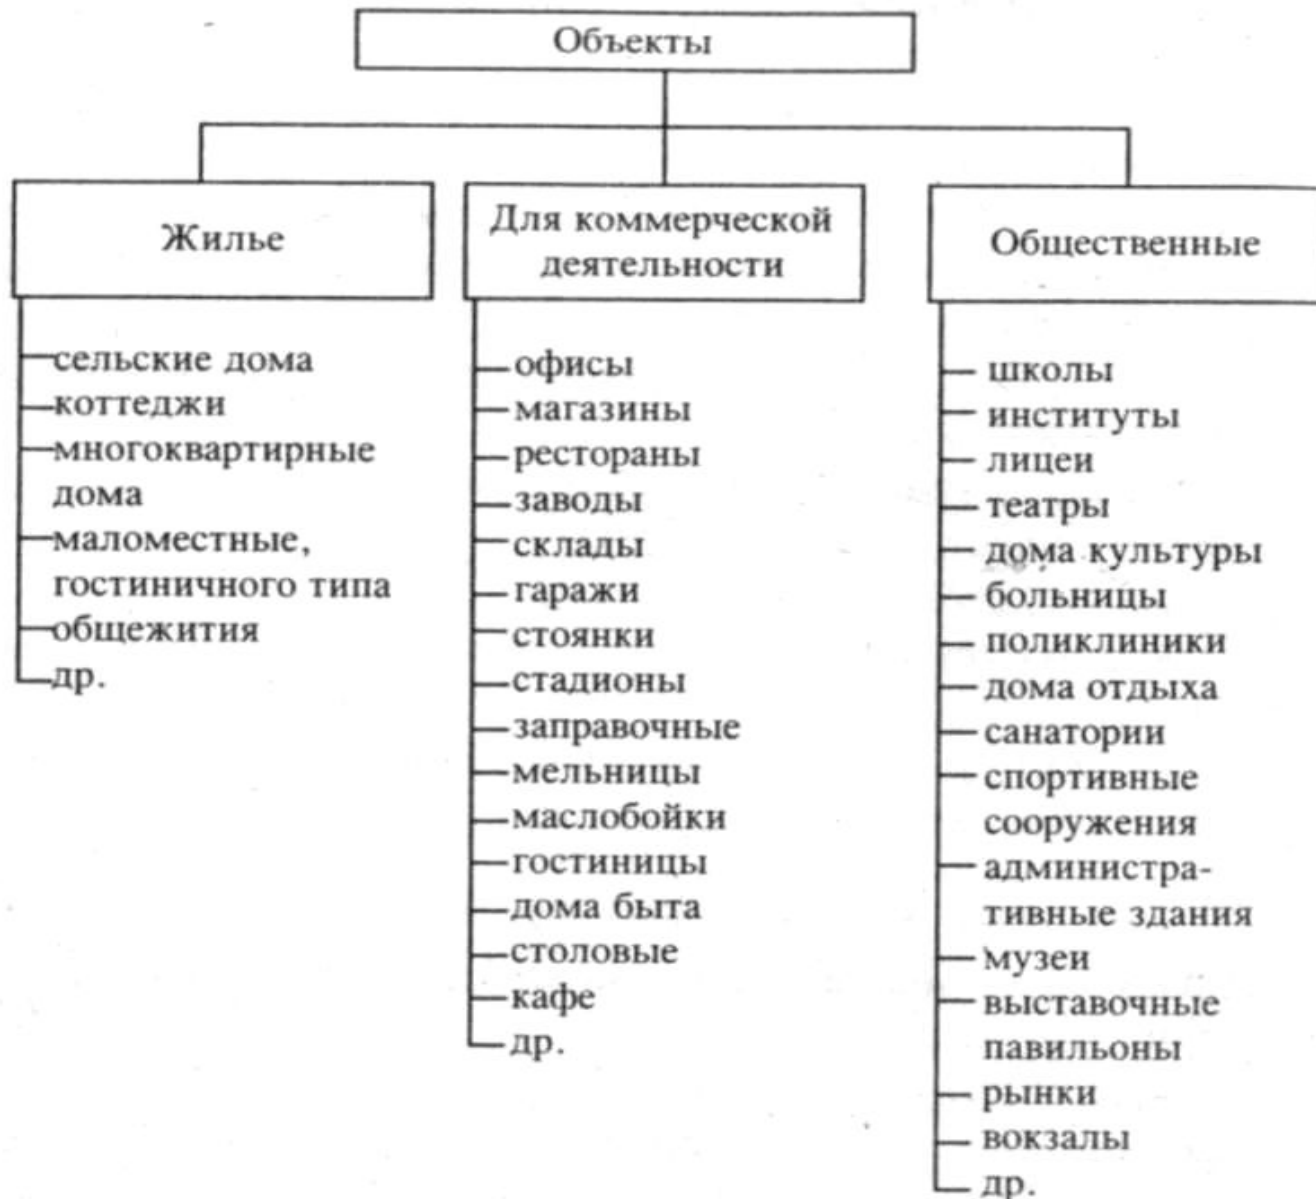 Объекты
Жилье
сельские дома
коттеджи
многоквартирные
дома
маломестные,
гостиничного типа
общежития
др.
Для коммерческой
деятельности
офисы
магазины
рестораны
заводы
склады
гаражи
стоянки
стадионы
заправочные
мельницы
маслобойки
гостиницы
дома быта
столовые
кафе
др.
Общественные
школы
институты
лицеи
театры
дома культуры
больницы
поликлиники
дома отдыха
санатории
спортивные
сооружения
администра-
тивные здания
музеи
выставочные
павильоны
рынки
вокзалы
др.